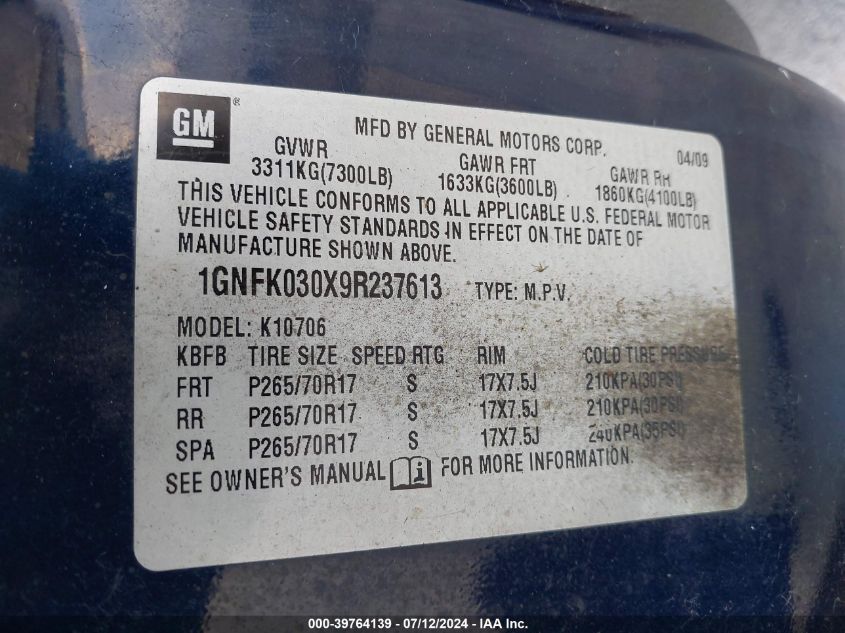 GM®
MFD BY GENERAL MOTORS CORP. 04/09
GVWR GAWR FRT GAWR RH
3311KG(7300LB) 1633KG(3600LB) 1860KG(4100LB)
THIS VEHICLE CONFORMS TO ALL APPLICABLE U.S. FEDERAL MOTOR
VEHICLE SAFETY STANDARDS IN EFFECT ON THE DATE OF
MANUFACTURE SHOWN ABOVE.
1GNFK030X9R237613 TYPE: M.P.V.
MODEL: K10706
KBFB TIRE SIZE SPEED RTG RIM COLD TIRE PRESSURE
FRT P265/70R17 S 17X7.5J 210KPA(30PSI)
RR P265/70R17 S 17X7.5J 210KPA(30PSI)
SPA P265/70R17 S 17X7.5J 240KPA(35PSI)
SEE OWNER'S MANUAL FOR MORE INFORMATION.
000-39764139 - 07/12/2024 - IAA Inc.